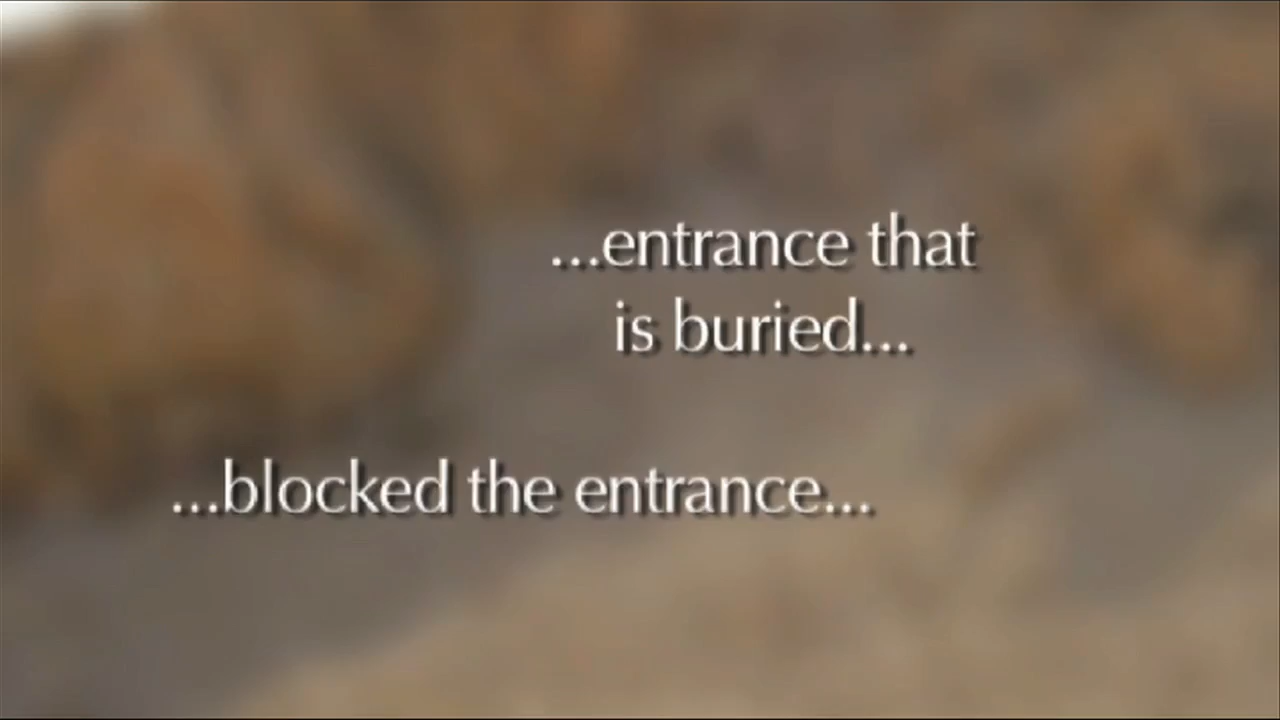 ...entrance that
is buried...
...blocked the entrance...